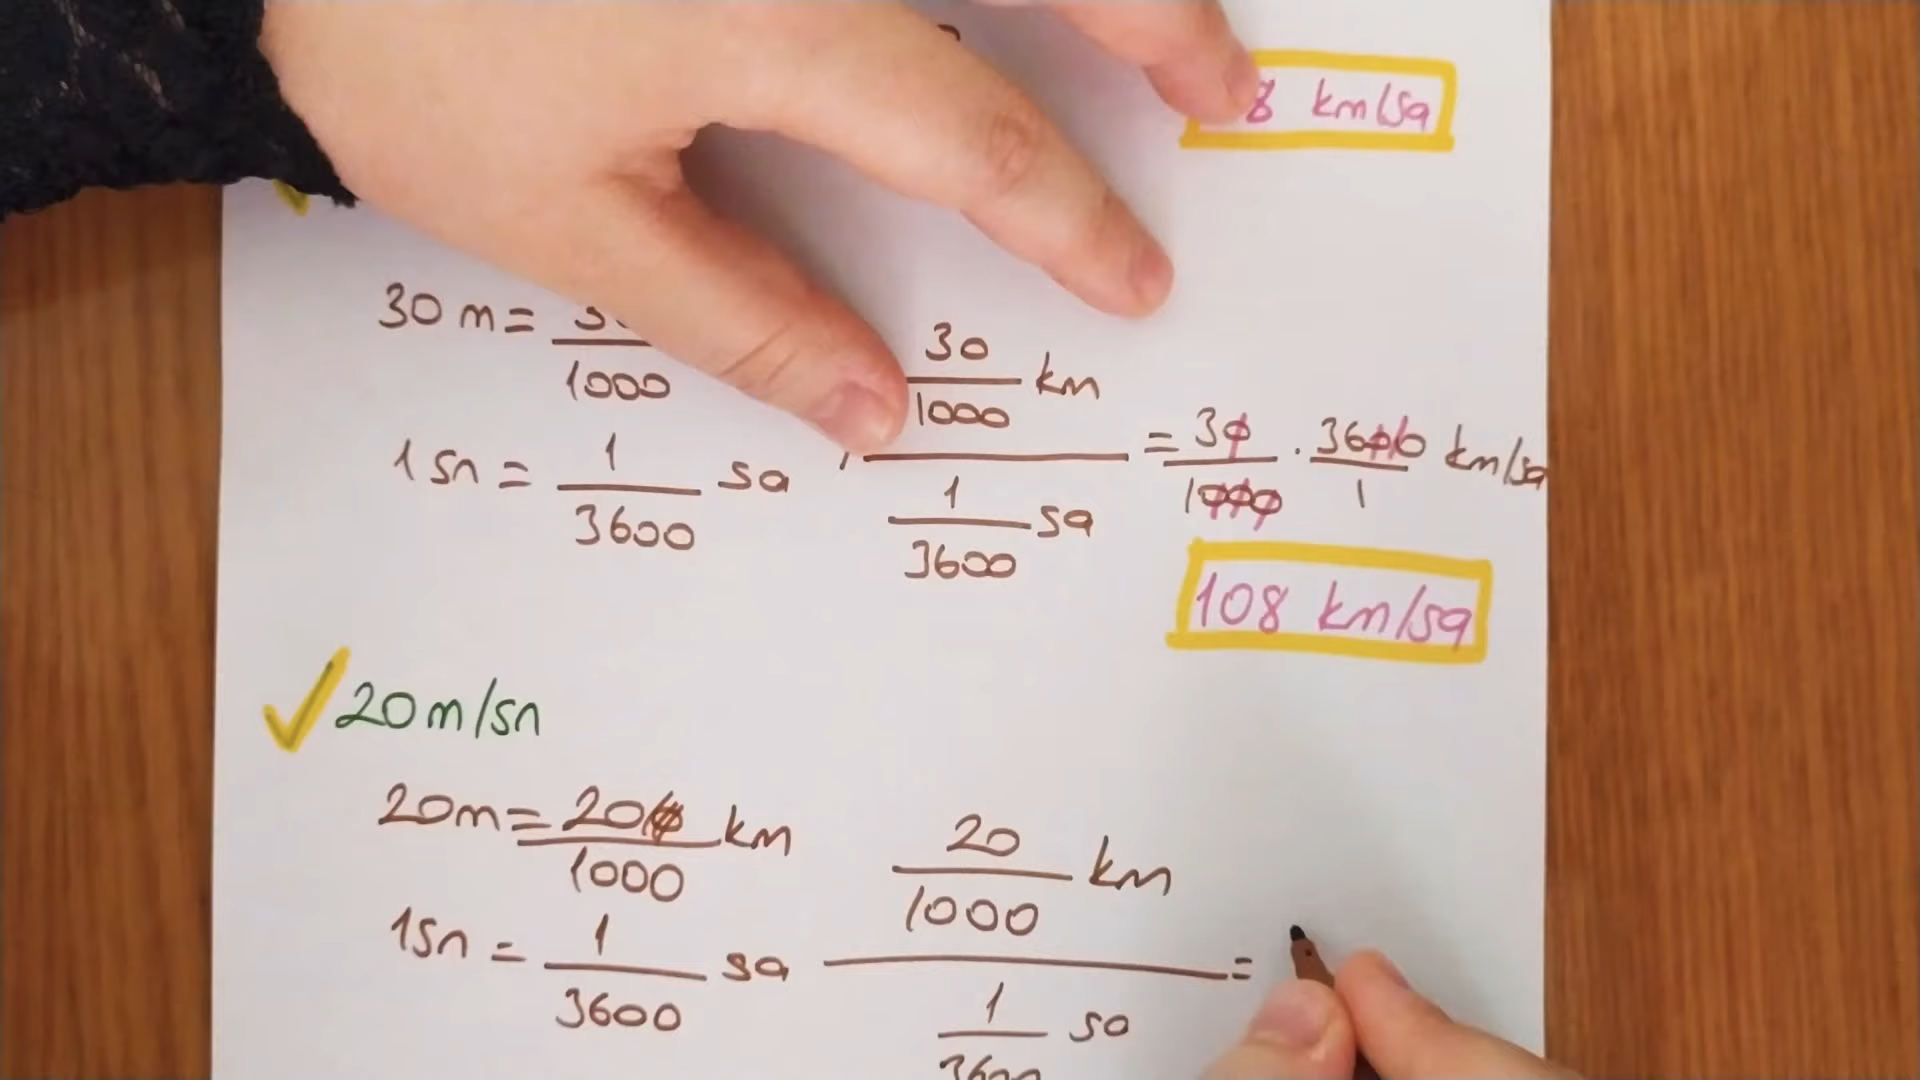 km/sa
30 m =
1000
30
1000 km
1 sn = 1/3600 sa
1
3600 sa
= 30/1000 . 3600/1 km/sa
108 km/sa
20m/sn
20m = 20 km
1000
20
1000 km
1sn = 1/3600 sa
=
1
3600 sa